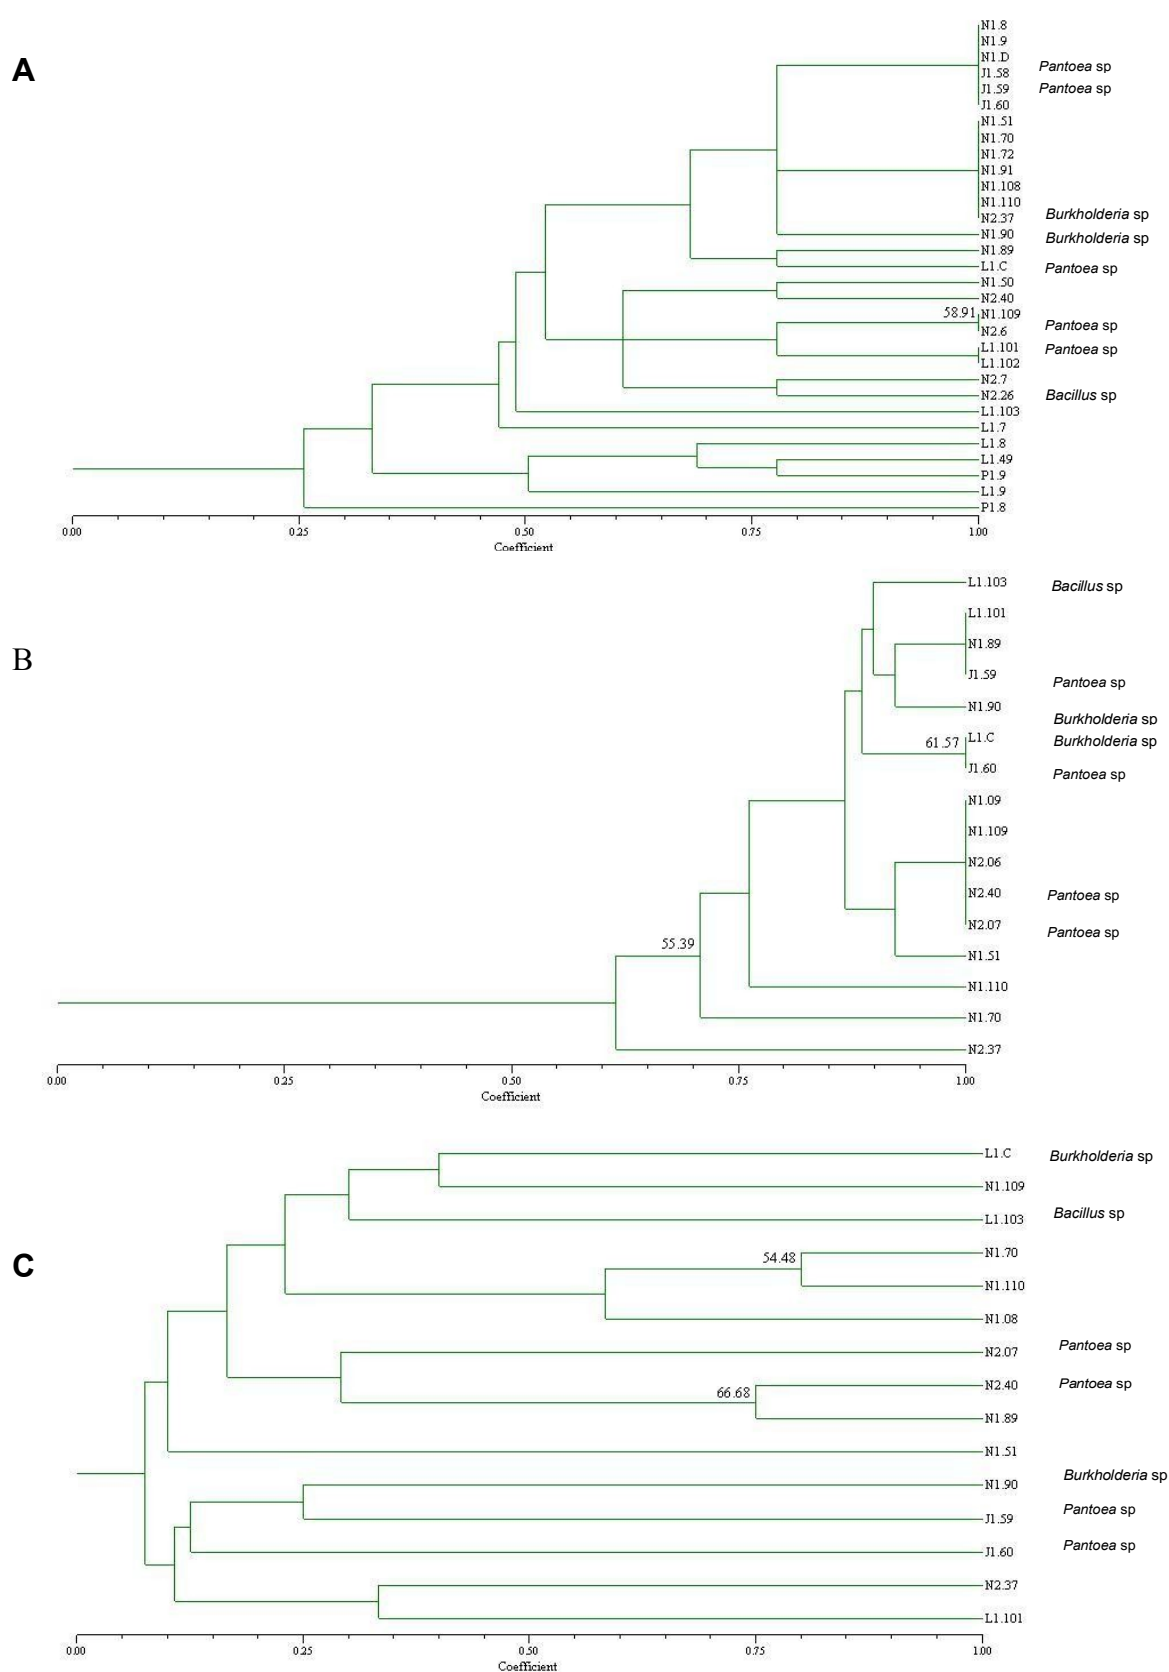 A
N1.8
N1.9
N1.D
J1.58 Pantoea sp
J1.59 Pantoea sp
J1.60
N1.51
N1.70
N1.72
N1.91
N1.108
N1.110
N2.37 Burkholderia sp
N1.90 Burkholderia sp
N1.89
L1.C Pantoea sp
N1.50
N2.40
58.91 N1.109
N2.6 Pantoea sp
L1.101 Pantoea sp
L1.102
N2.7
N2.26 Bacillus sp
L1.103
L1.7
L1.8
L1.49
P1.9
L1.9
P1.8
0.00 0.25 0.50 0.75 1.00
Coefficient
B
L1.103 Bacillus sp
L1.101
N1.89
J1.59 Pantoea sp
N1.90 Burkholderia sp
61.57 L1.C Burkholderia sp
J1.60 Pantoea sp
N1.09
N1.109
N2.06
N2.40 Pantoea sp
N2.07 Pantoea sp
55.39
N1.51
N1.110
N1.70
N2.37
0.00 0.25 0.50 0.75 1.00
Coefficient
C
L1.C Burkholderia sp
N1.109
L1.103 Bacillus sp
N1.70
54.48
N1.110
N1.08
N2.07 Pantoea sp
N2.40 Pantoea sp
66.68
N1.89
N1.51
N1.90 Burkholderia sp
J1.59 Pantoea sp
J1.60 Pantoea sp
N2.37
L1.101
0.00 0.25 0.50 0.75 1.00
Coefficient